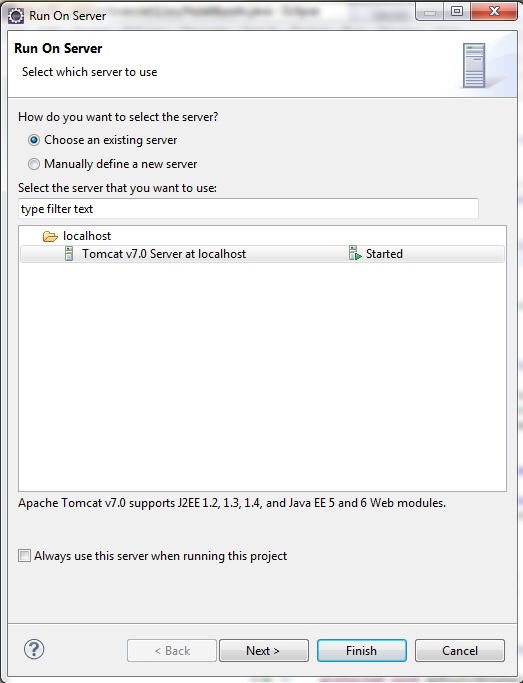 Run On Server
Run On Server
Select which server to use
How do you want to select the server?
Choose an existing server
Manually define a new server
Select the server that you want to use:
type filter text
localhost
Tomcat v7.0 Server at localhost Started
Apache Tomcat v7.0 supports J2EE 1.2, 1.3, 1.4, and Java EE 5 and 6 Web modules.
Always use this server when running this project
? < Back Next > Finish Cancel